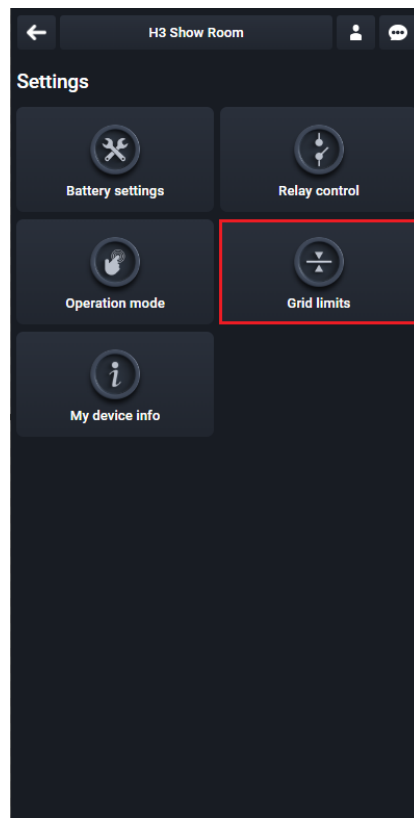 H3 Show Room
Settings
Battery settings
Relay control
Operation mode
Grid limits
My device info